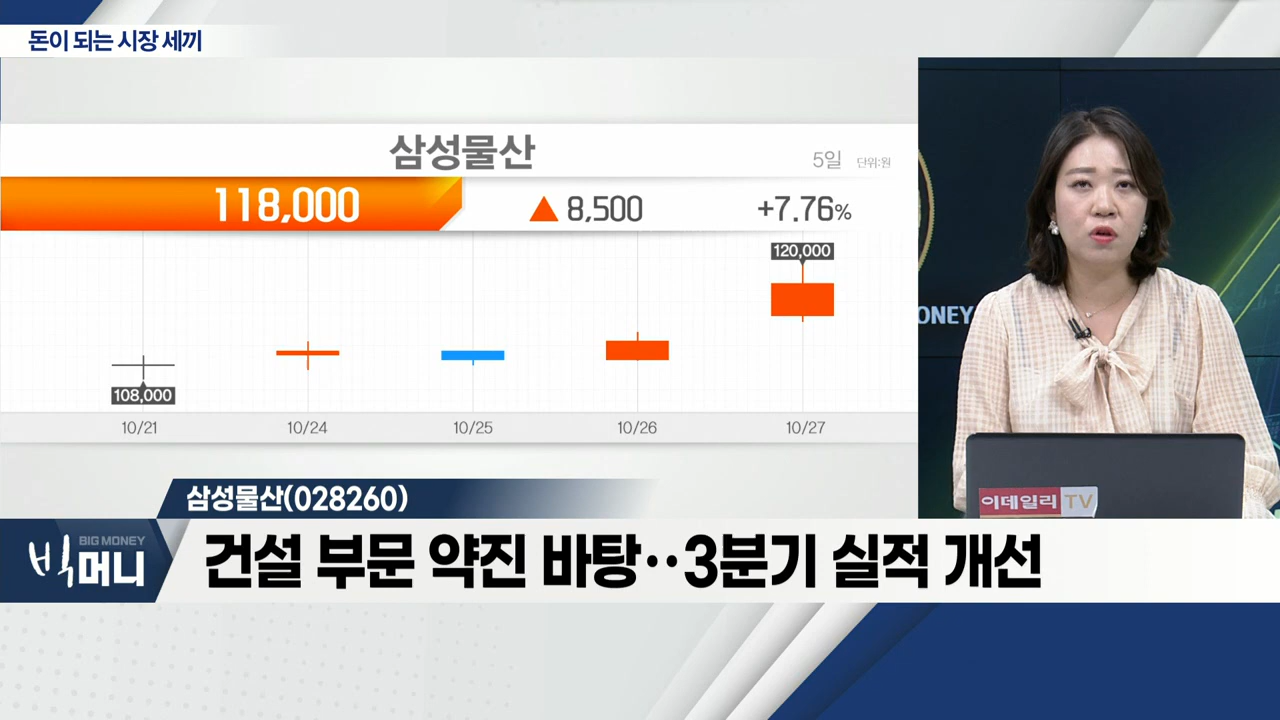 돈이 되는 시장 세끼
삼성물산
5일 단위:원
118,000 ▲ 8,500 +7.76%
120,000
108,000
10/21 10/24 10/25 10/26 10/27
ONEY
이데일리 TV
삼성물산(028260)
BIG MONEY
빅머니
건설 부문 약진 바탕··3분기 실적 개선